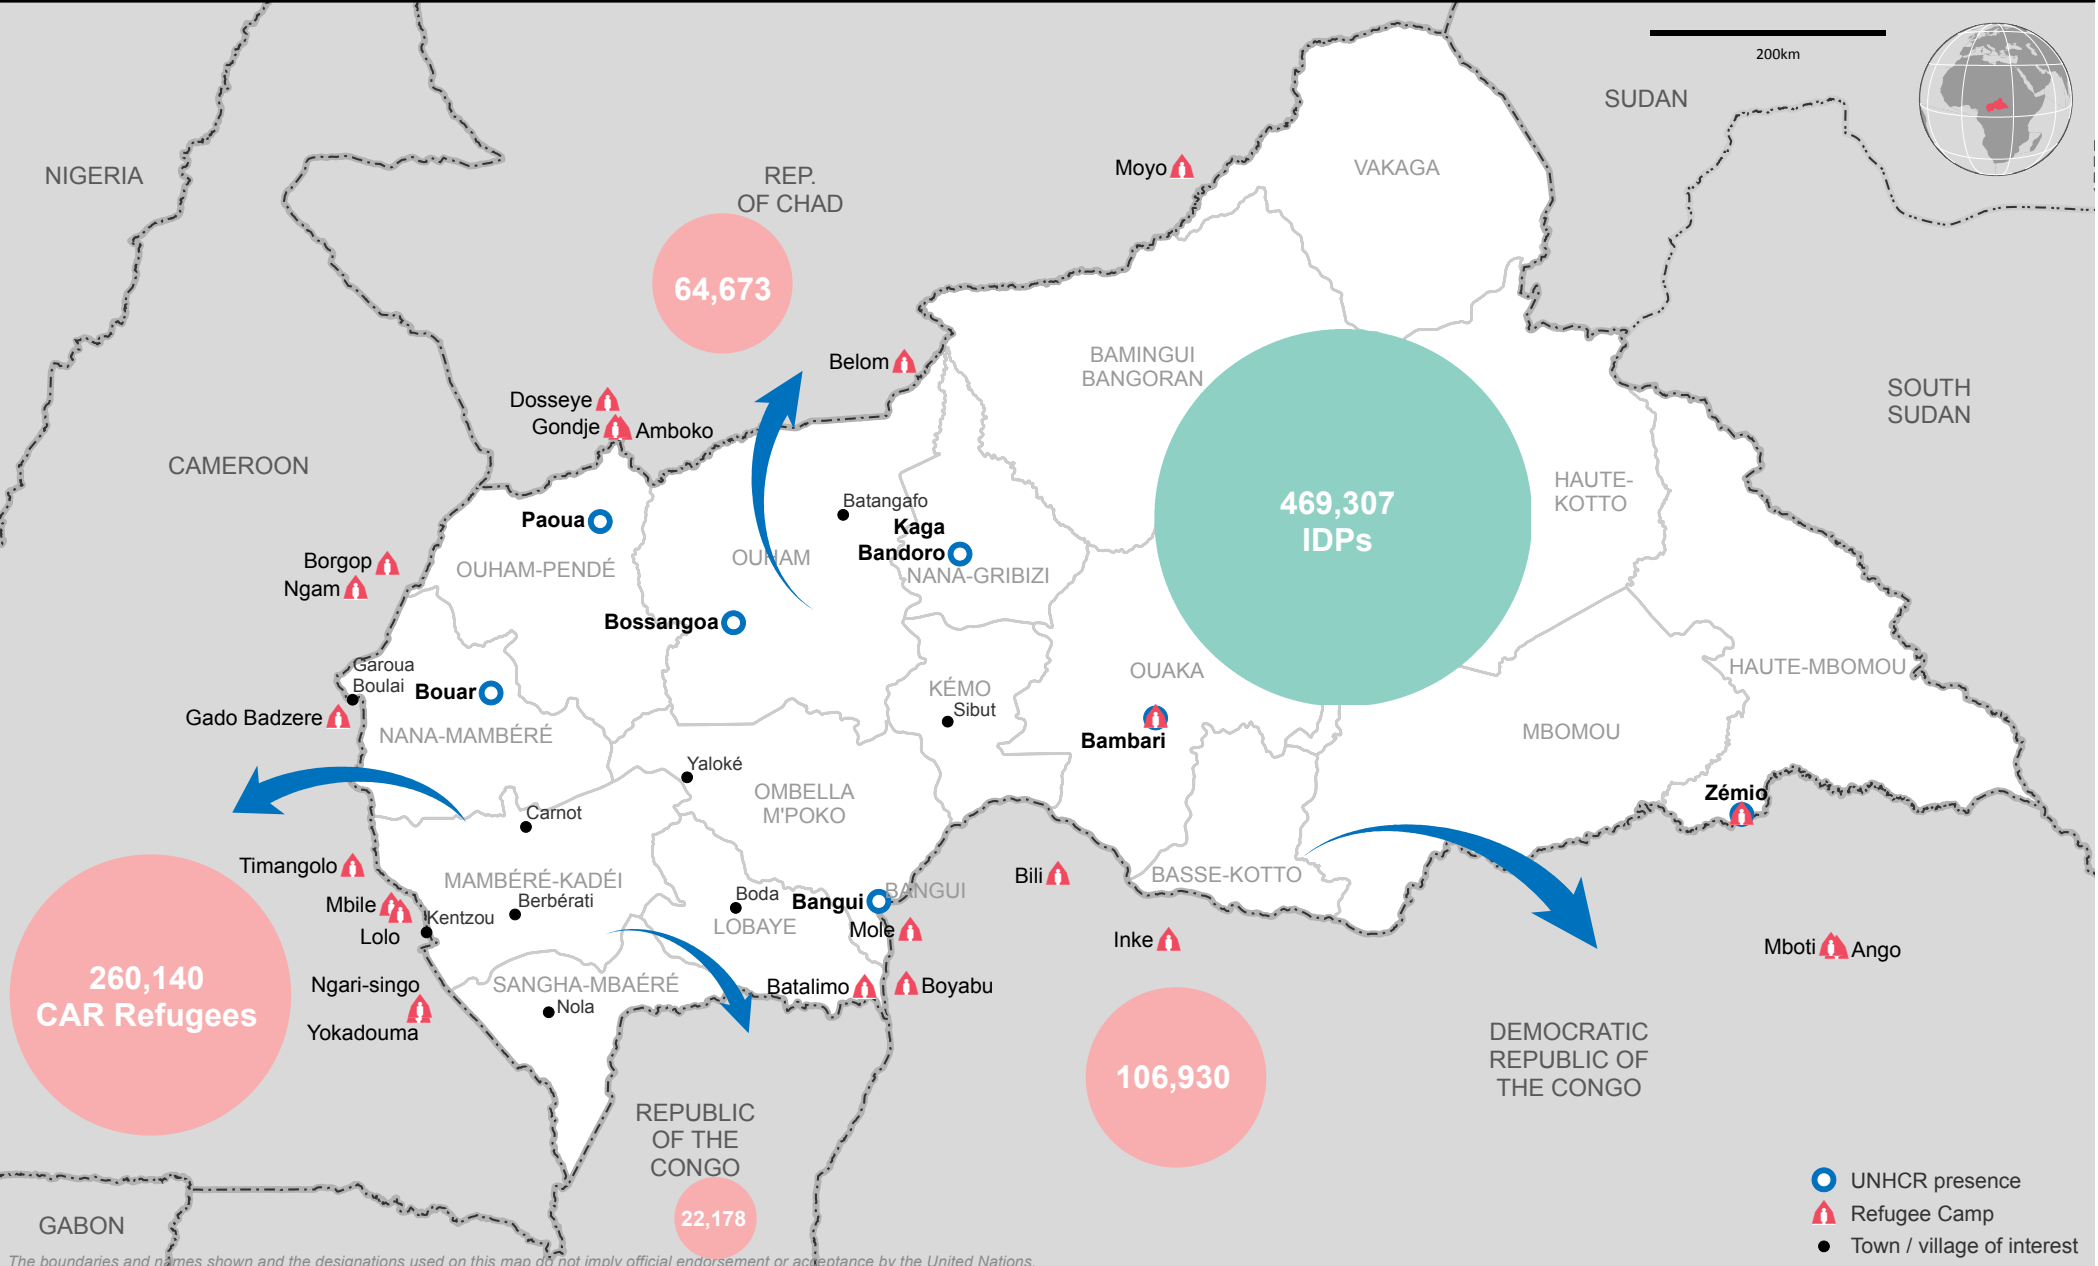 200km
SUDAN
NIGERIA
REP.
OF CHAD
Moyo
VAKAGA
64,673
Belom
BAMINGUI
BANGORAN
SOUTH
SUDAN
Dosseye
Gondje
Amboko
CAMEROON
HAUTE-
KOTTO
469,307
IDPs
Batangafo
Paoua
Kaga
Bandoro
OUHAM
Borgop
OUHAM-PENDÉ
NANA-GRIBIZI
Ngam
Bossangoa
Garoua
Boulai
Bouar
OUAKA
HAUTE-MBOMOU
KÉMO
Sibut
Gado Badzere
NANA-MAMBÉRÉ
Bambari
MBOMOU
Yaloké
OMBELLA
M'POKO
Zémio
Carnot
Timangolo
MAMBÉRÉ-KADÉI
Berbérati
Boda
Bangui
BANGUI
Bili
BASSE-KOTTO
Mbile
Kentzou
Lolo
LOBAYE
Mole
Inke
Mboti
Ango
260,140
CAR Refugees
Ngari-singo
Yokadouma
SANGHA-MBAÉRÉ
Nola
Batalimo
Boyabu
106,930
DEMOCRATIC
REPUBLIC OF
THE CONGO
REPUBLIC
OF THE
CONGO
22,178
GABON
UNHCR presence
Refugee Camp
Town / village of interest
The boundaries and names shown and the designations used on this map do not imply official endorsement or acceptance by the United Nations.